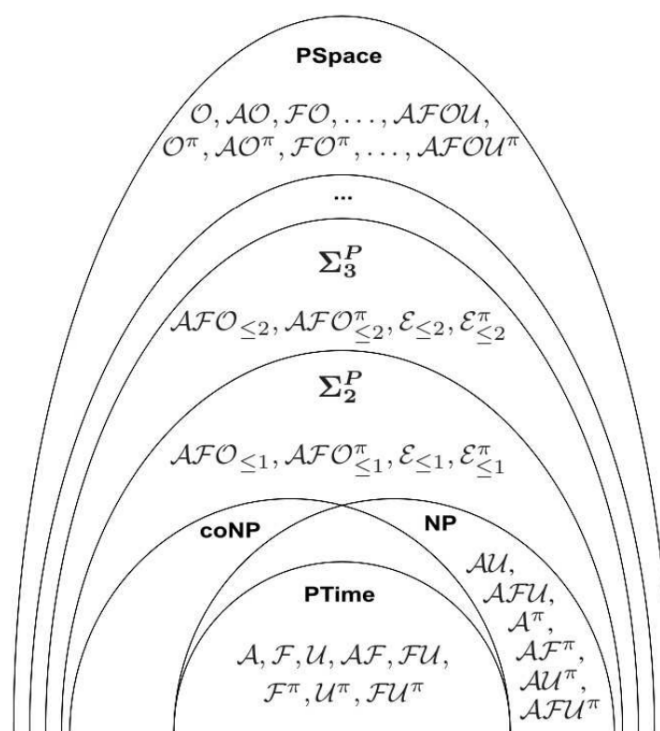 PSpace
𝒪, 𝒜𝒪, ℱ𝒪, . . . , 𝒜ℱ𝒪𝒰,
𝒪^π, 𝒜𝒪^π, ℱ𝒪^π, . . . , 𝒜ℱ𝒪𝒰^π
...
Σ₃^P
𝒜ℱ𝒪_≤2, 𝒜ℱ𝒪^π_≤2, ℰ_≤2, ℰ^π_≤2
Σ₂^P
𝒜ℱ𝒪_≤1, 𝒜ℱ𝒪^π_≤1, ℰ_≤1, ℰ^π_≤1
coNP
NP
𝒜𝒰,
𝒜ℱ𝒰,
𝒜^π,
𝒜ℱ^π,
𝒜𝒰^π,
𝒜ℱ𝒰^π
PTime
𝒜, ℱ, 𝒰, 𝒜ℱ, ℱ𝒰,
ℱ^π, 𝒰^π, ℱ𝒰^π